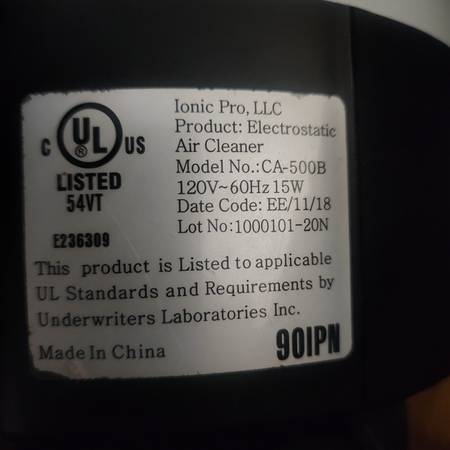 Ionic Pro, LLC
Product: Electrostatic
Air Cleaner
Model No.:CA-500B
120V~60Hz 15W
Date Code: EE/11/18
Lot No:1000101-20N
C UL ® US
LISTED
54VT
E236309
This product is Listed to applicable
UL Standards and Requirements by
Underwriters Laboratories Inc.
Made In China
90IPN